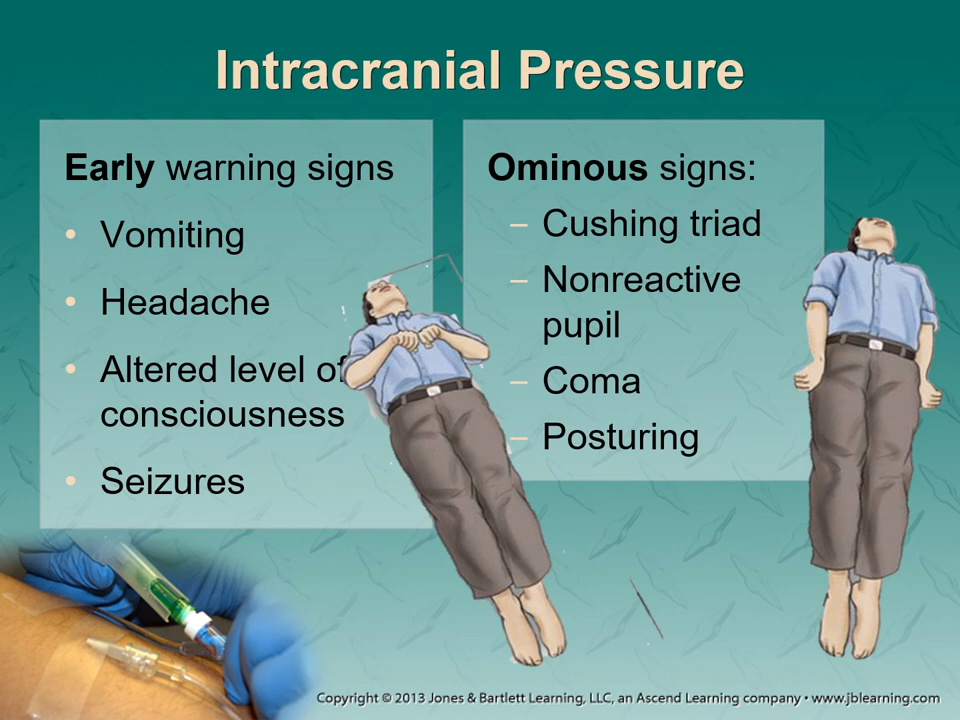 Intracranial Pressure
Early warning signs
• Vomiting
• Headache
• Altered level of
consciousness
• Seizures
Ominous signs:
– Cushing triad
– Nonreactive
pupil
– Coma
– Posturing
Copyright © 2013 Jones & Bartlett Learning, LLC, an Ascend Learning company • www.jblearning.com